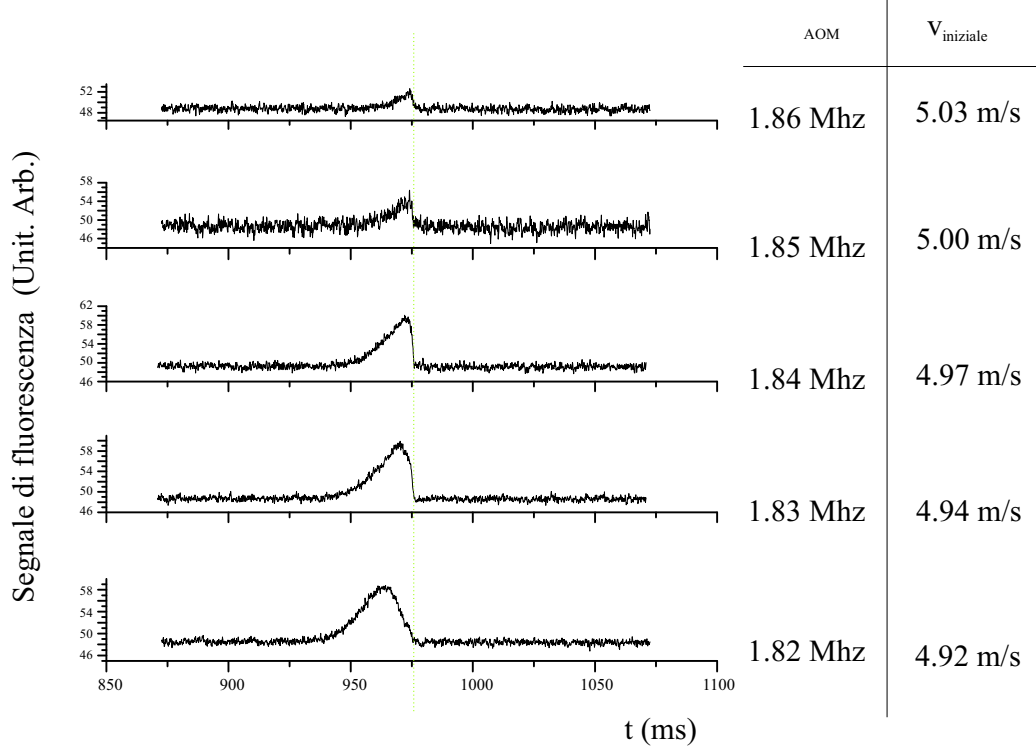 AOM V iniziale
52
48
1.86 Mhz 5.03 m/s
58
54
50
46
1.85 Mhz 5.00 m/s
62
58
54
50
46
1.84 Mhz 4.97 m/s
58
54
50
46
1.83 Mhz 4.94 m/s
58
54
50
46
1.82 Mhz 4.92 m/s
850 900 950 1000 1050 1100
t (ms)
Segnale di fluorescenza (Unit. Arb.)